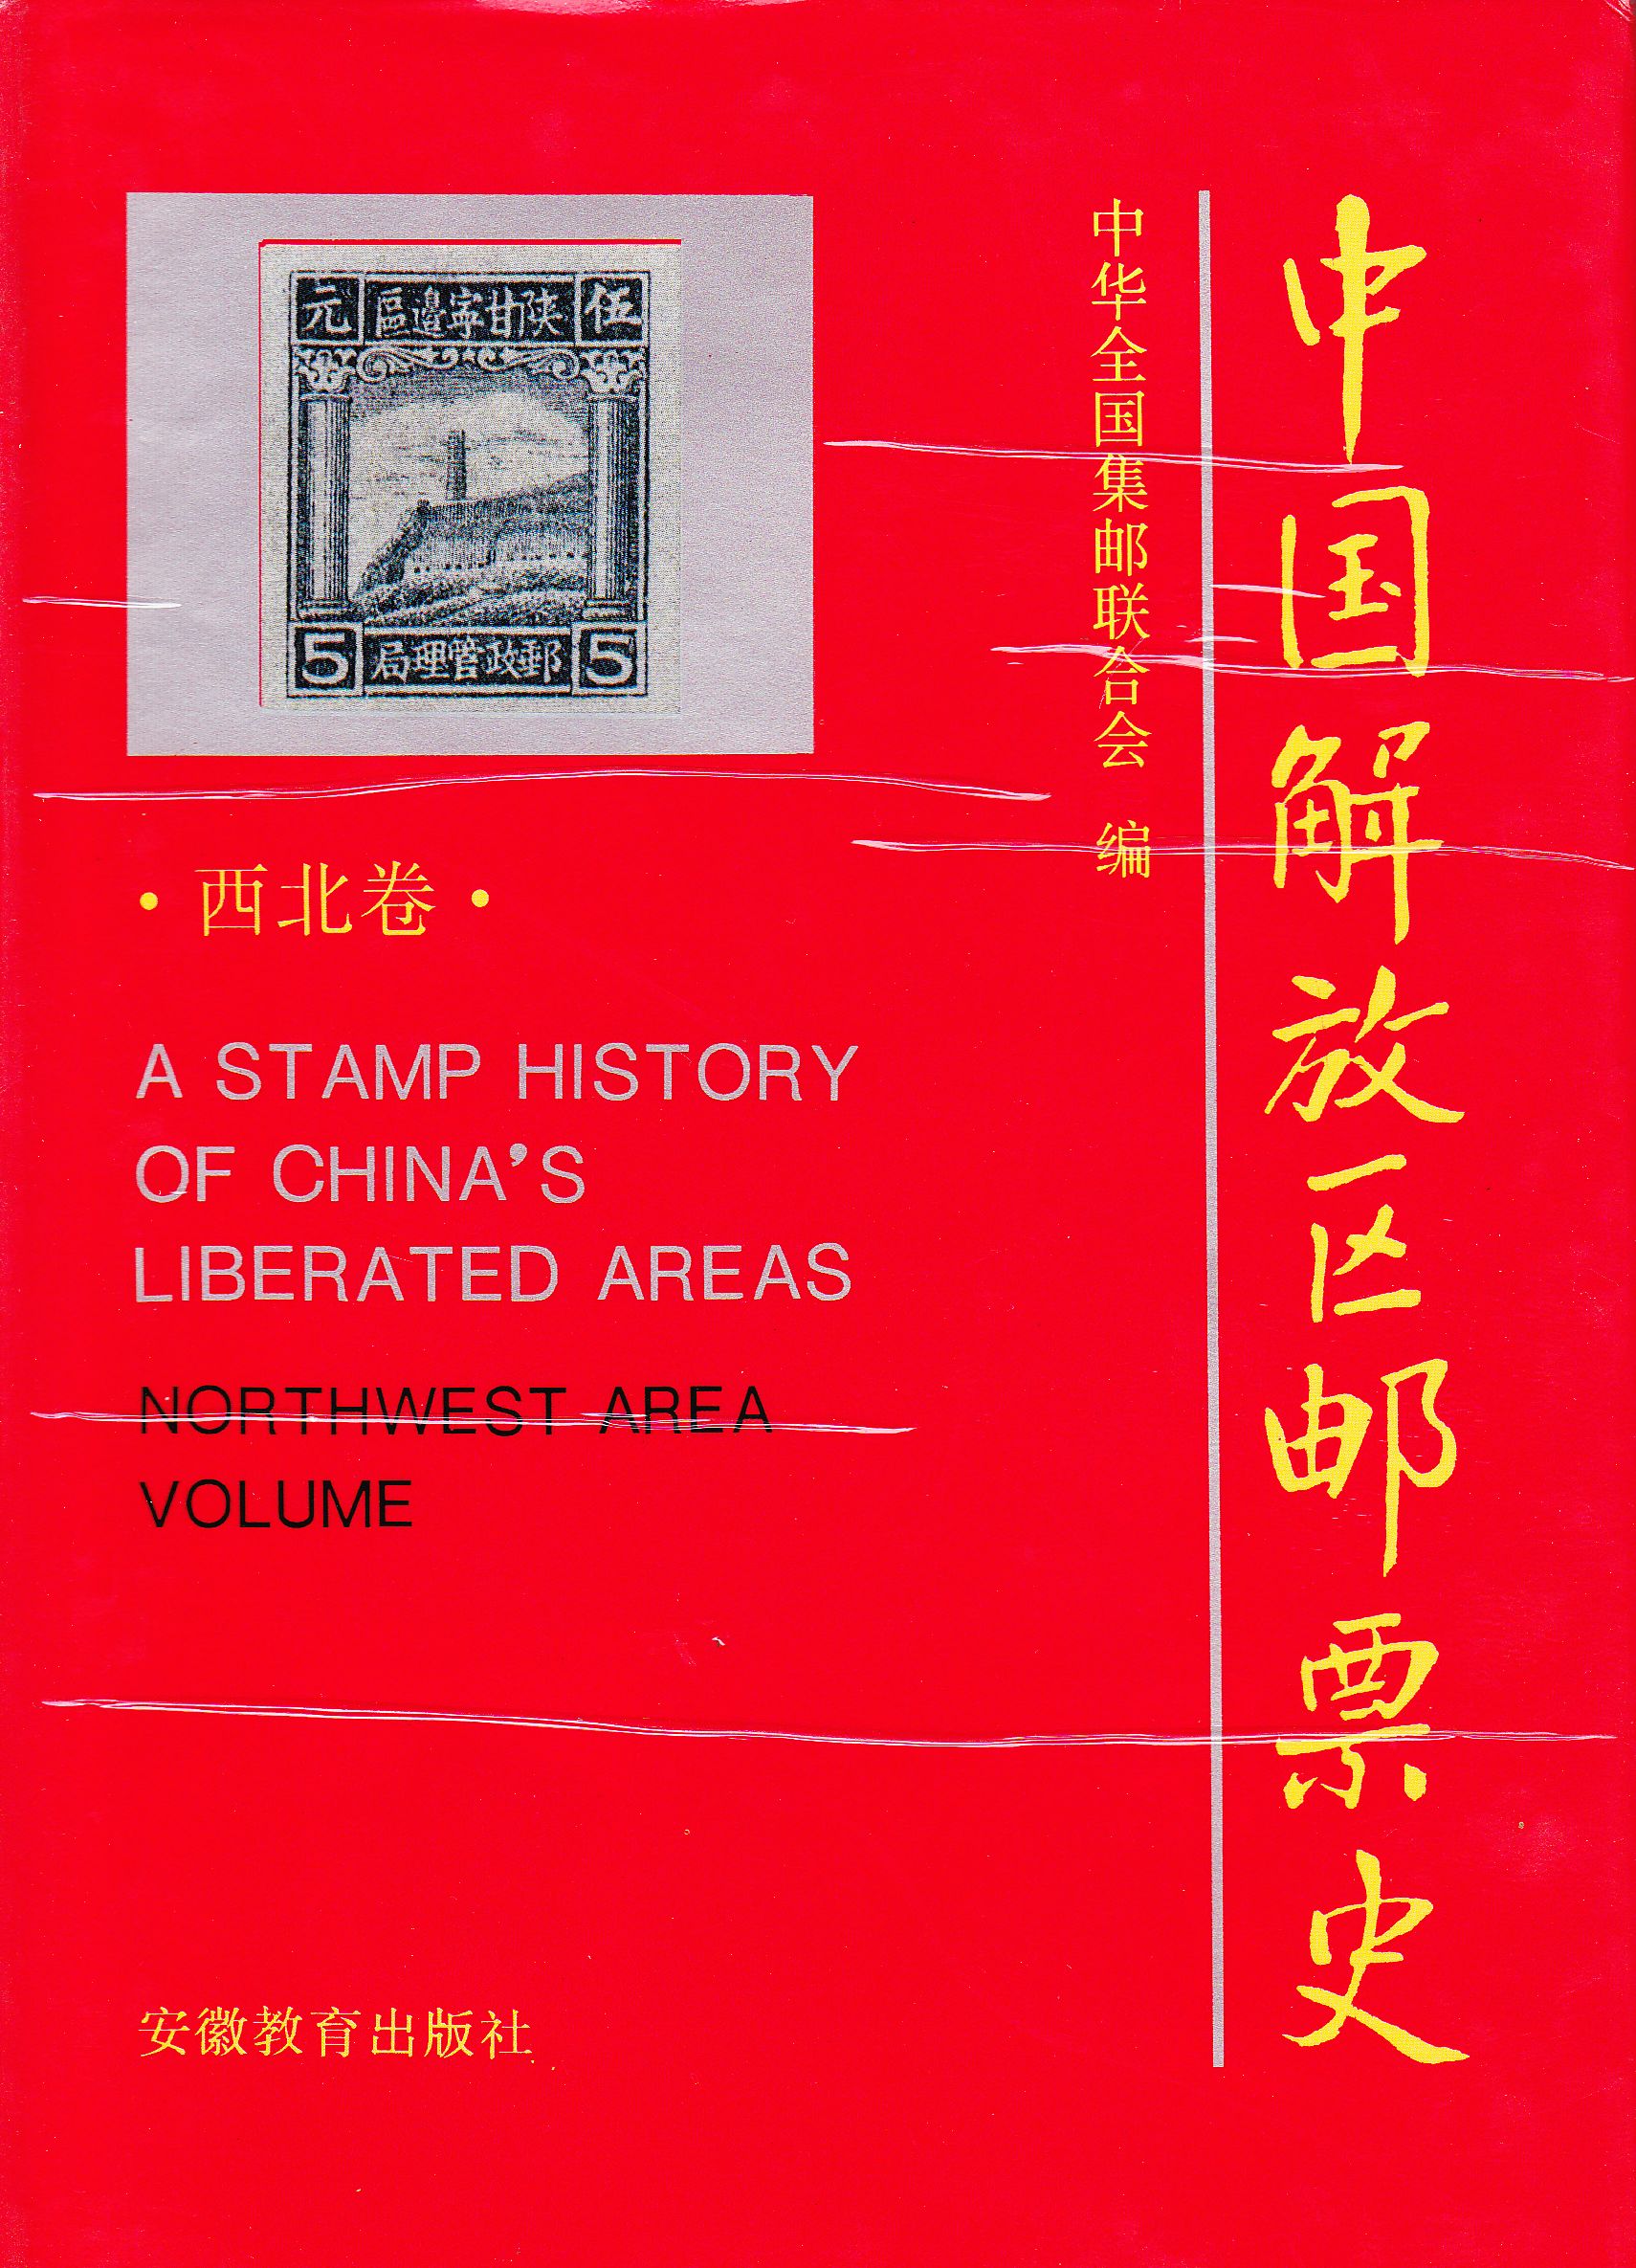 中国解放区邮票史
中华全国集邮联合会 编
元 區邊寧甘陝 伍
5 局理管政郵 5
·西北卷·
A STAMP HISTORY
OF CHINA'S
LIBERATED AREAS
NORTHWEST AREA
VOLUME
安徽教育出版社